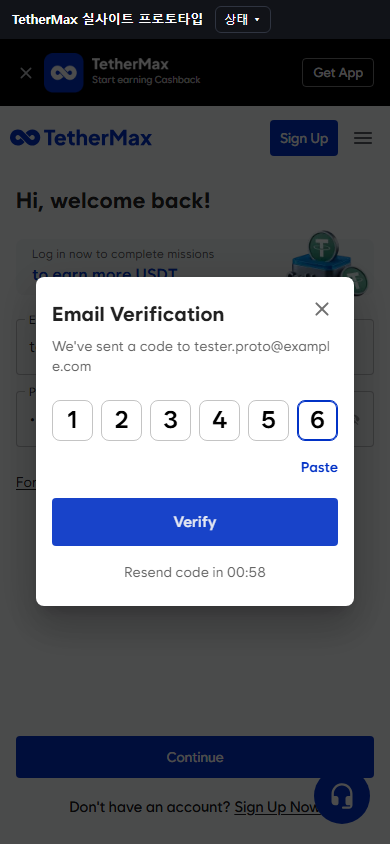 TetherMax 실사이트 프로토타입 상태
TetherMax
Start earning Cashback
Get App
TetherMax
Sign Up
Hi, welcome back!
Log in now to complete missions
to earn more USDT
Email Verification
We've sent a code to tester.proto@exampl
e.com
1 2 3 4 5 6
Paste
Verify
Resend code in 00:58
Continue
Don't have an account? Sign Up Now